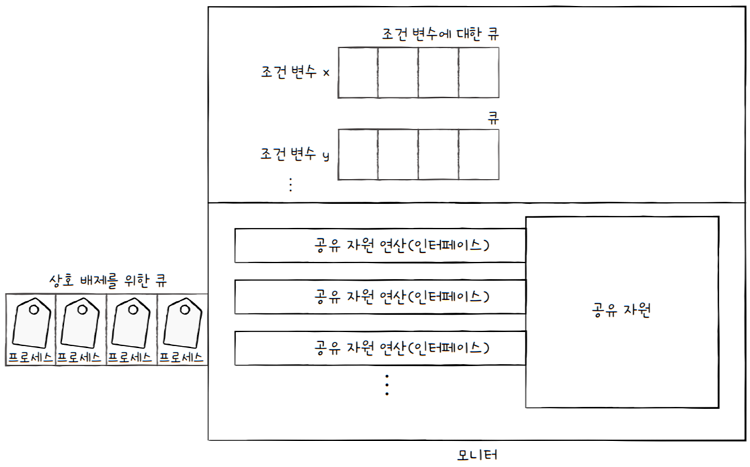 조건 변수에 대한 큐
조건 변수 x
큐
조건 변수 y
⋮
공유 자원 연산(인터페이스)
상호 배제를 위한 큐
공유 자원 연산(인터페이스)
공유 자원
프로세스 프로세스 프로세스 프로세스
공유 자원 연산(인터페이스)
⋮
모니터